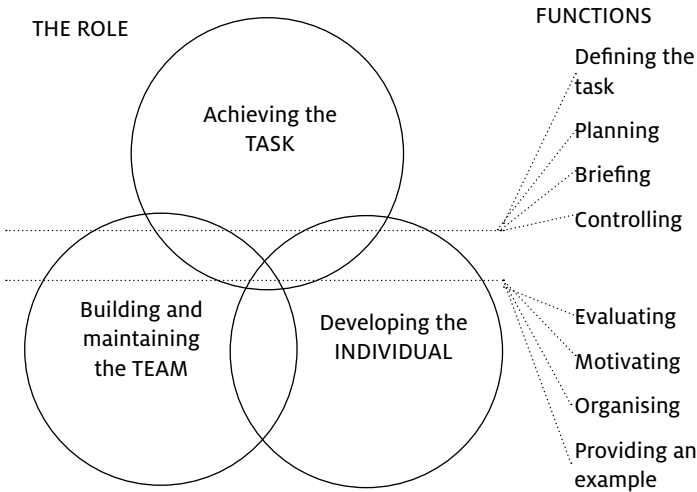 THE ROLE
FUNCTIONS
Achieving the
TASK
Building and
maintaining
the TEAM
Developing the
INDIVIDUAL
Defining the
task
Planning
Briefing
Controlling
Evaluating
Motivating
Organising
Providing an
example